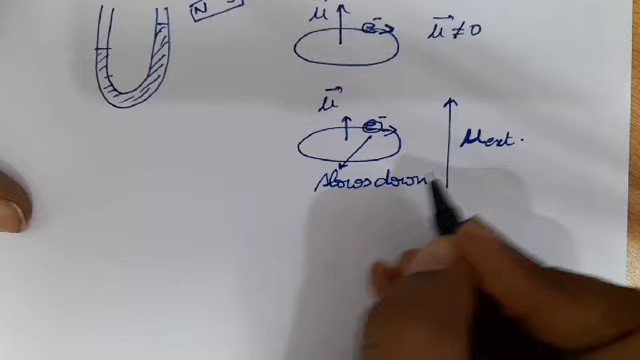 N S
μ⃗
e⁻
μ⃗ ≠ 0
μ⃗
e⁻
Mext.
slows down